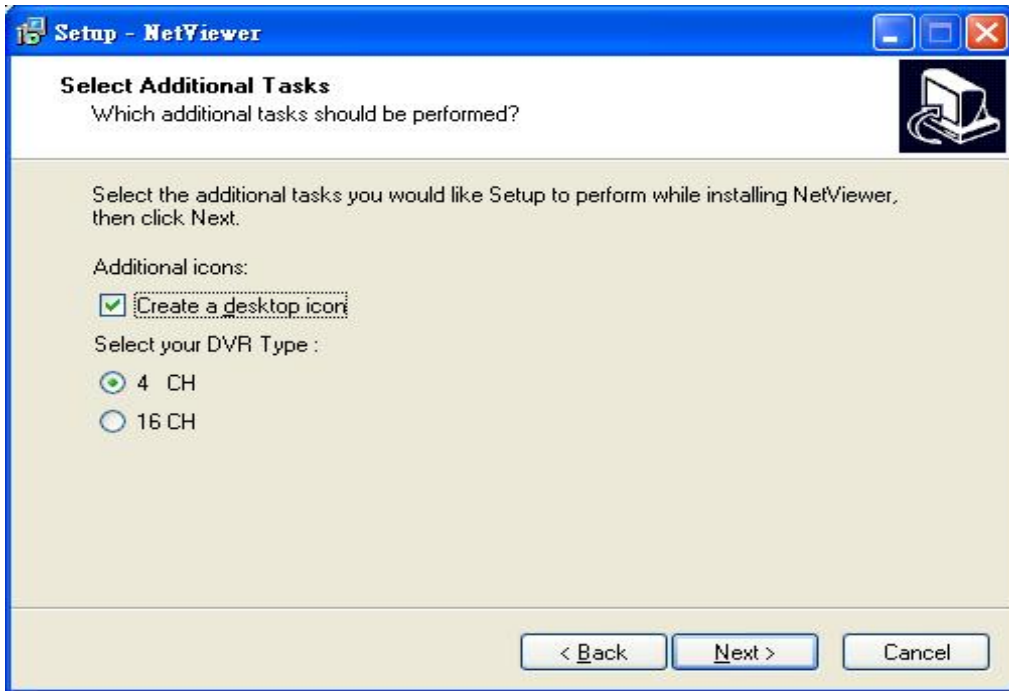 Setup - NetViewer
Select Additional Tasks
Which additional tasks should be performed?
Select the additional tasks you would like Setup to perform while installing NetViewer,
then click Next.
Additional icons:
Create a desktop icon
Select your DVR Type :
4 CH
16 CH
< Back Next > Cancel